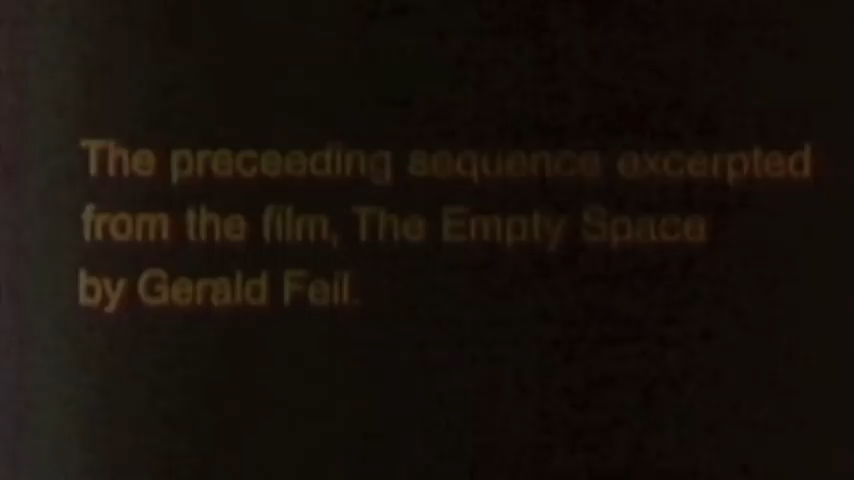 The preceeding sequence excerpted
from the film, The Empty Space
by Gerald Feil.